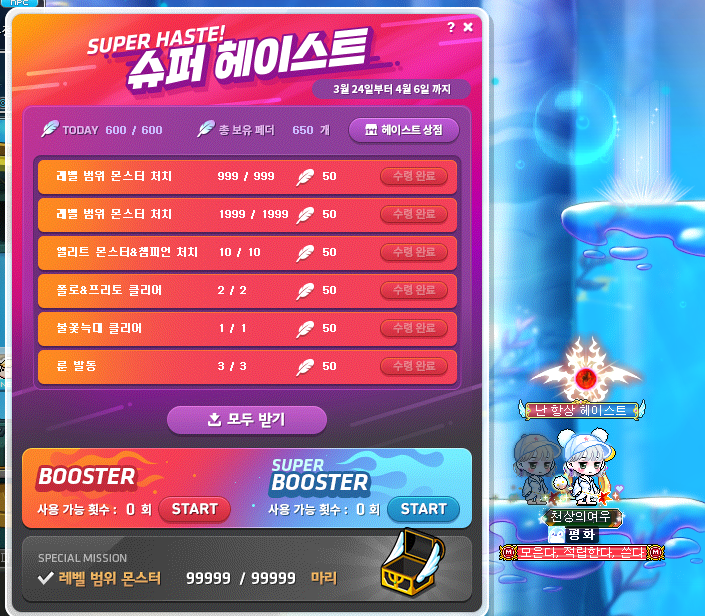 NPC
SUPER HASTE!
? ×
슈퍼 헤이스트
3월 24일부터 4월 6일 까지
TODAY 600 / 600 총 보유 페더 650 개 헤이스트 상점
레벨 범위 몬스터 처치 999 / 999 50 수령 완료
레벨 범위 몬스터 처치 1999 / 1999 50 수령 완료
엘리트 몬스터&챔피언 처치 10 / 10 50 수령 완료
폴로&프리토 클리어 2 / 2 50 수령 완료
불꽃늑대 클리어 1 / 1 50 수령 완료
룬 발동 3 / 3 50 수령 완료
모두 받기
BOOSTER
사용 가능 횟수 : 0 회 START
SUPER
BOOSTER
사용 가능 횟수 : 0 회 START
SPECIAL MISSION
레벨 범위 몬스터 99999 / 99999 마리
난 항상 헤이스트
천상의여우
평화
모은다, 적립한다, 쓴다